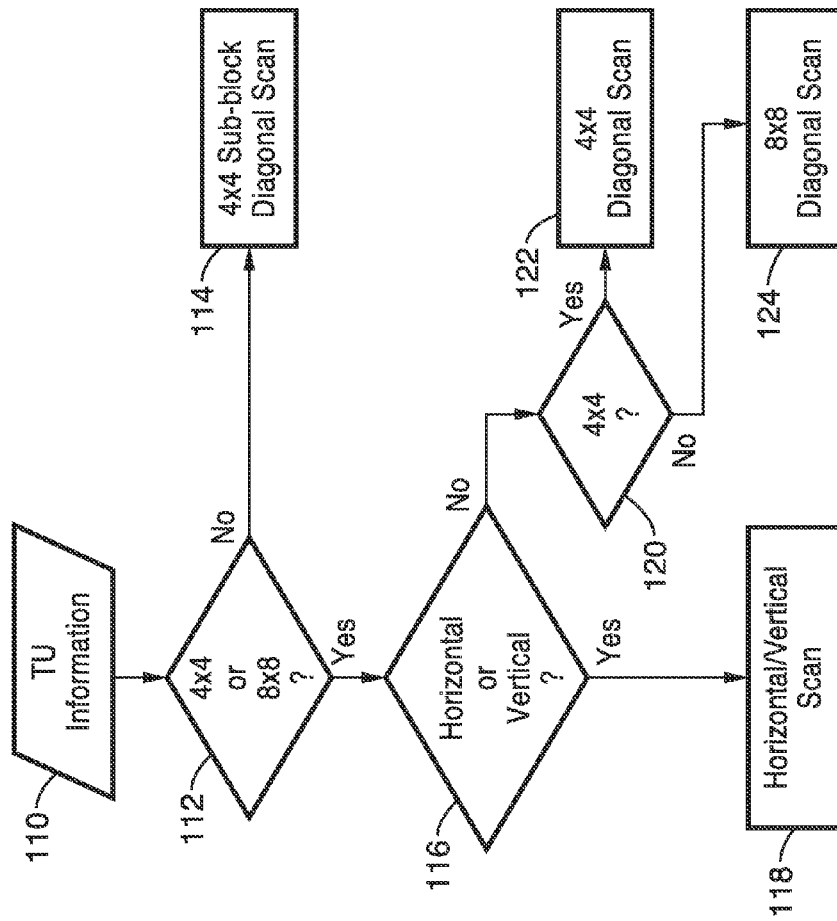 110
TU
Information
112
4x4
or
8x8
?
No
Yes
114
4x4 Sub-block
Diagonal Scan
116
Horizontal
or
Vertical
?
No
Yes
120
4x4
?
Yes
No
122
4x4
Diagonal Scan
118
Horizontal/Vertical
Scan
124
8x8
Diagonal Scan